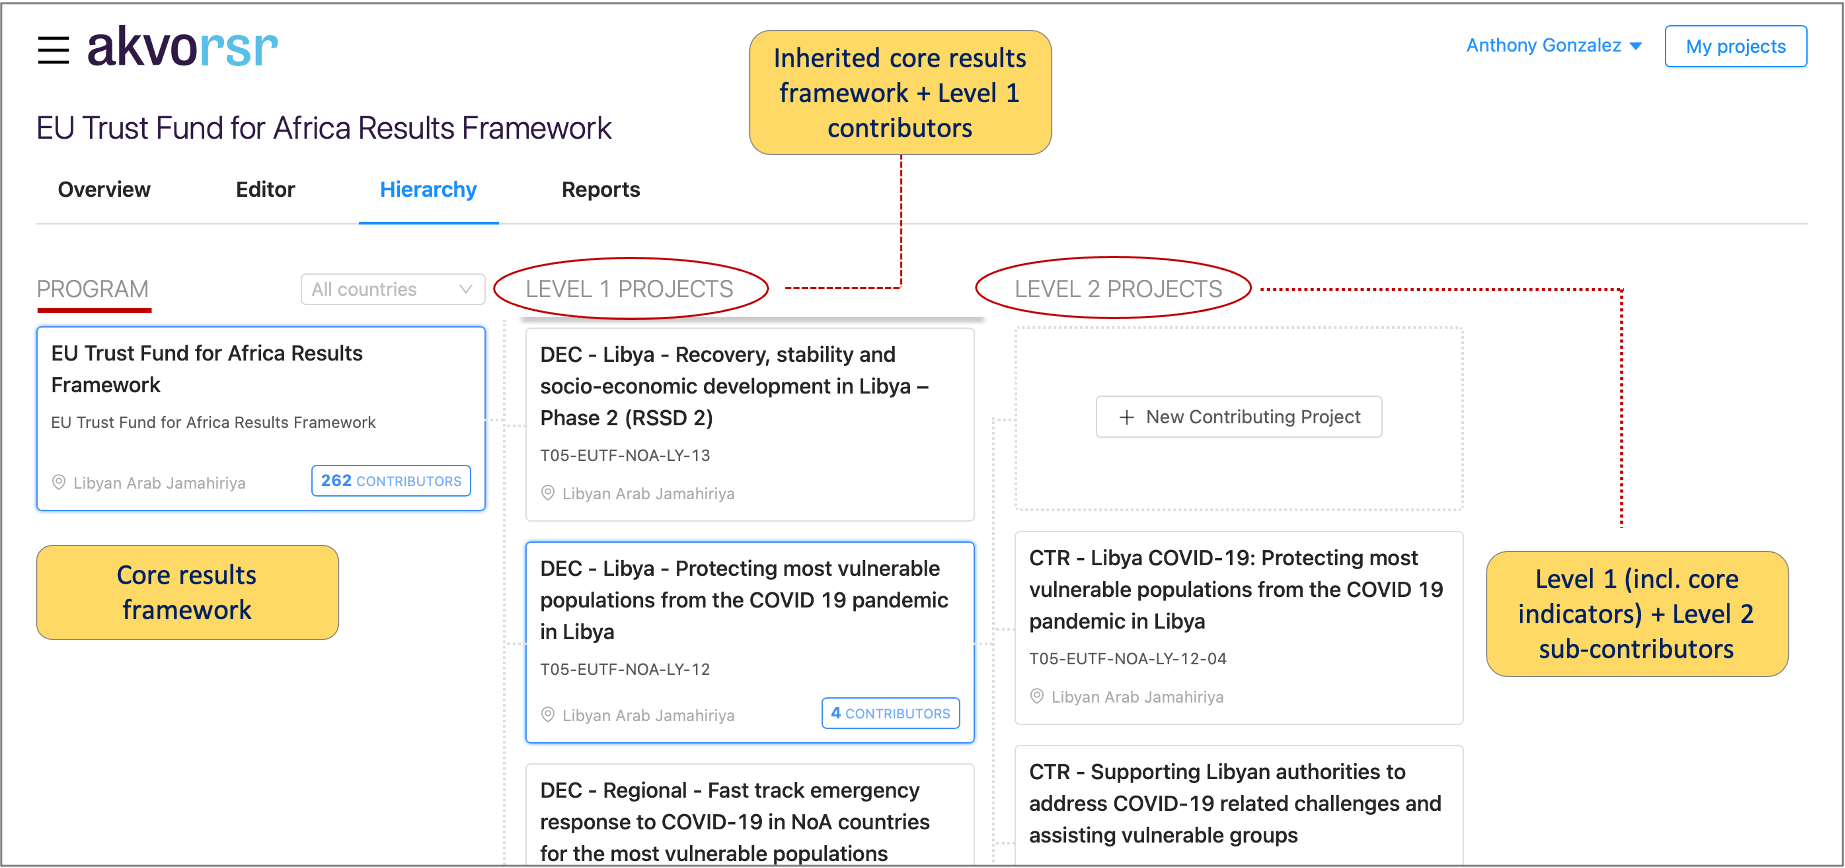 akvorsr
Inherited core results
framework + Level 1
contributors
Anthony Gonzalez
My projects
EU Trust Fund for Africa Results Framework
Overview
Editor
Hierarchy
Reports
PROGRAM
All countries
LEVEL 1 PROJECTS
LEVEL 2 PROJECTS
EU Trust Fund for Africa Results
Framework
EU Trust Fund for Africa Results Framework
Libyan Arab Jamahiriya
262 CONTRIBUTORS
Core results
framework
DEC - Libya - Recovery, stability and
socio-economic development in Libya –
Phase 2 (RSSD 2)
T05-EUTF-NOA-LY-13
Libyan Arab Jamahiriya
DEC - Libya - Protecting most vulnerable
populations from the COVID 19 pandemic
in Libya
T05-EUTF-NOA-LY-12
Libyan Arab Jamahiriya
4 CONTRIBUTORS
DEC - Regional - Fast track emergency
response to COVID-19 in NoA countries
for the most vulnerable populations
+ New Contributing Project
CTR - Libya COVID-19: Protecting most
vulnerable populations from the COVID 19
pandemic in Libya
T05-EUTF-NOA-LY-12-04
Libyan Arab Jamahiriya
CTR - Supporting Libyan authorities to
address COVID-19 related challenges and
assisting vulnerable groups
Level 1 (incl. core
indicators) + Level 2
sub-contributors